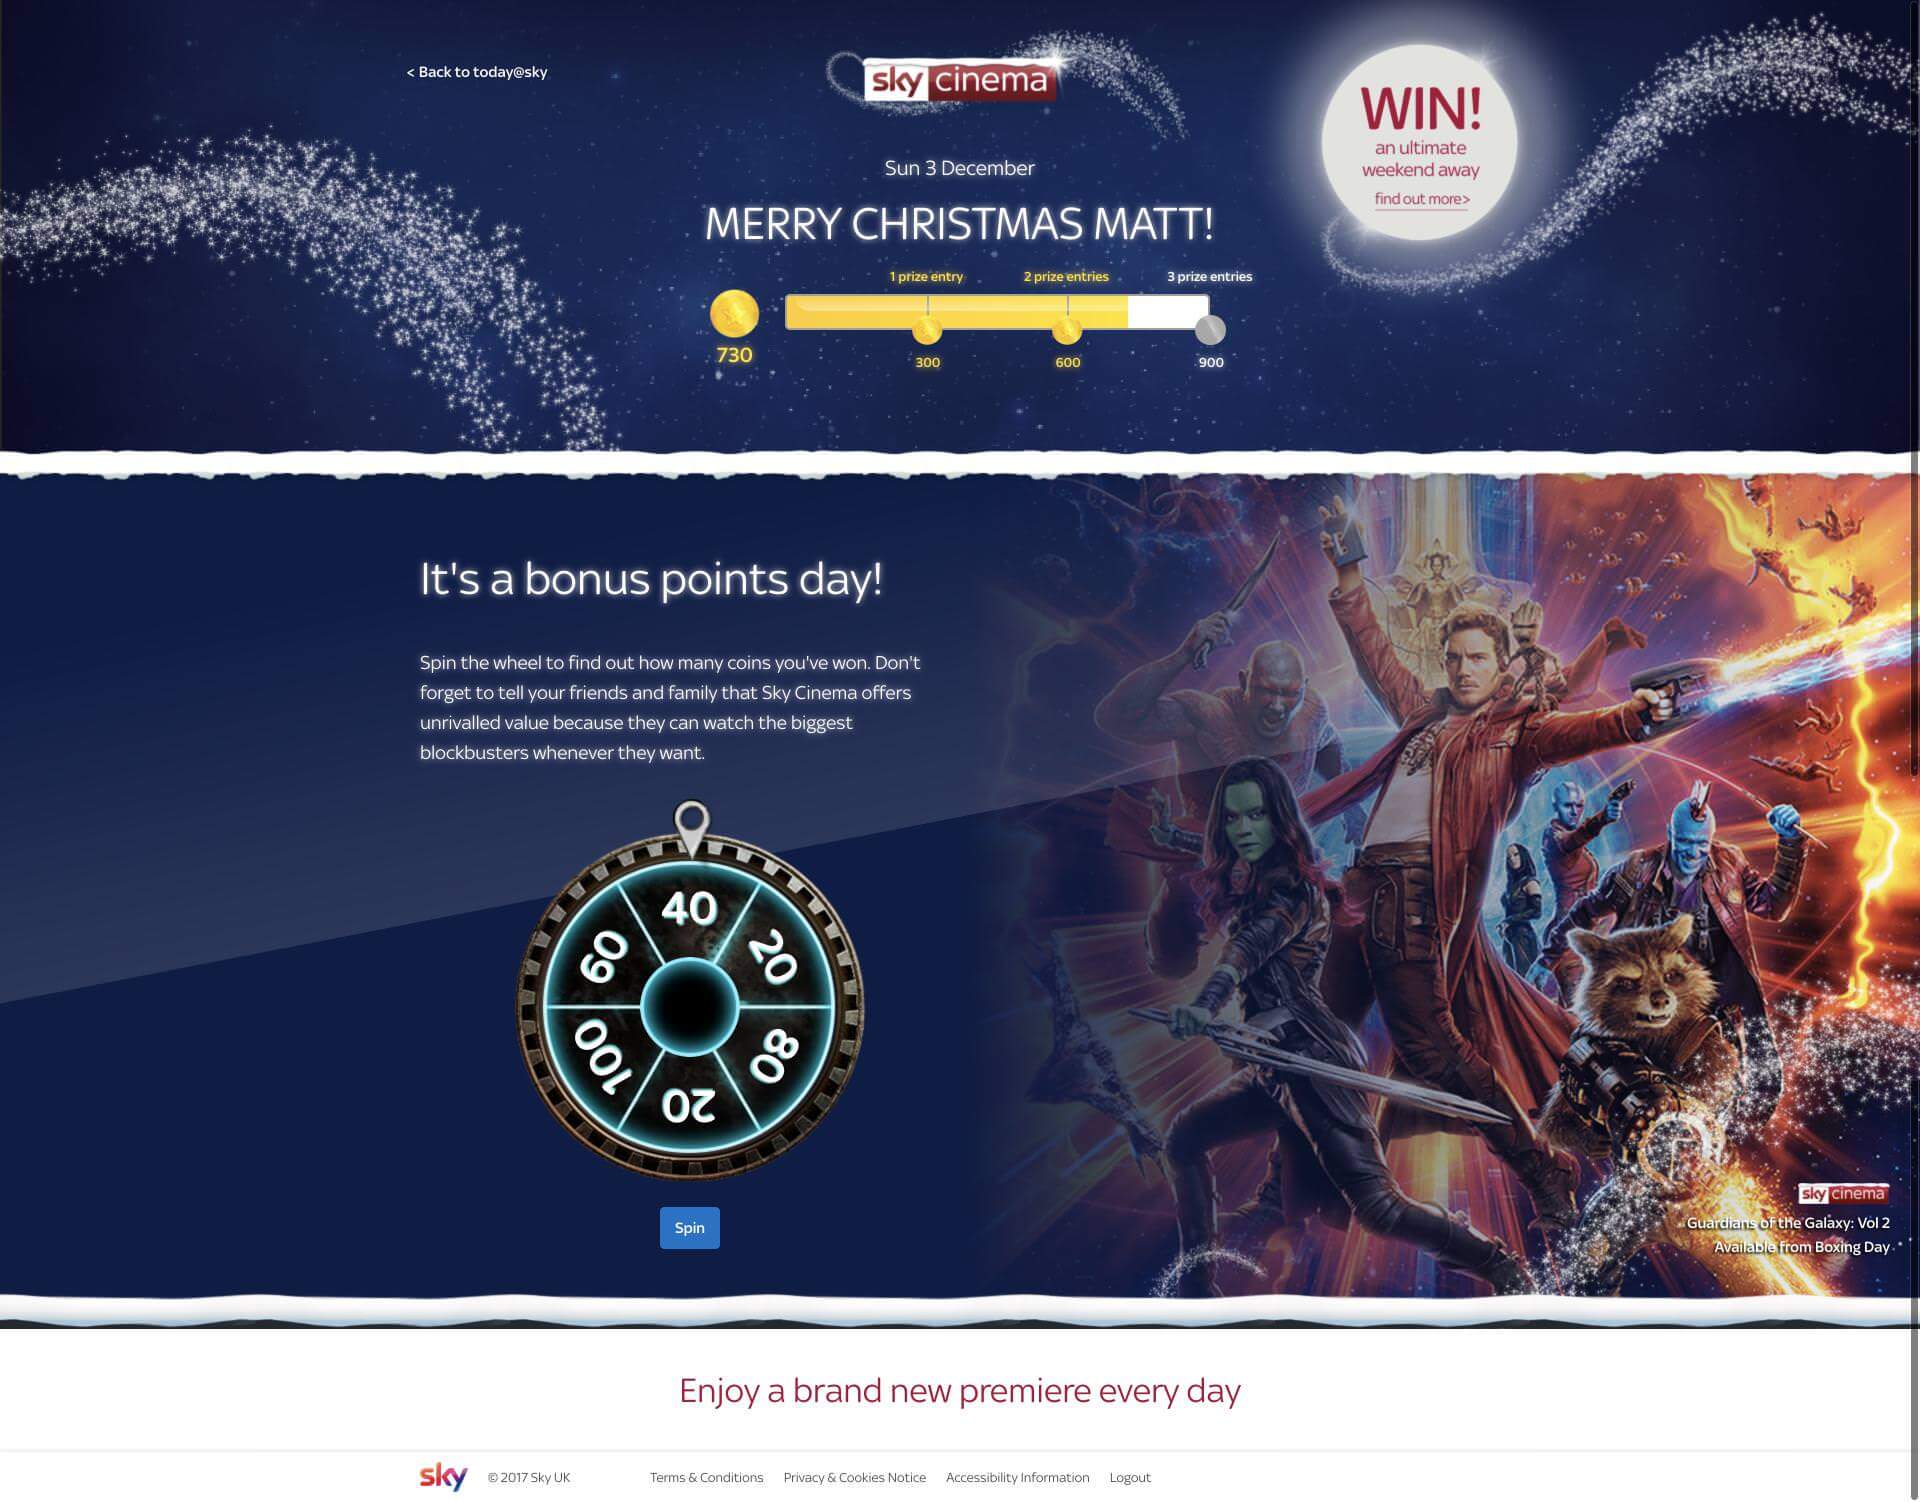 < Back to today@sky
sky cinema
WIN!
an ultimate
weekend away
find out more>
Sun 3 December
MERRY CHRISTMAS MATT!
1 prize entry
2 prize entries
3 prize entries
730
300
600
900
It's a bonus points day!
Spin the wheel to find out how many coins you've won. Don't
forget to tell your friends and family that Sky Cinema offers
unrivalled value because they can watch the biggest
blockbusters whenever they want.
40
20
80
20
100
60
Spin
sky cinema
Guardians of the Galaxy: Vol 2
Available from Boxing Day
Enjoy a brand new premiere every day
sky
© 2017 Sky UK
Terms & Conditions
Privacy & Cookies Notice
Accessibility Information
Logout